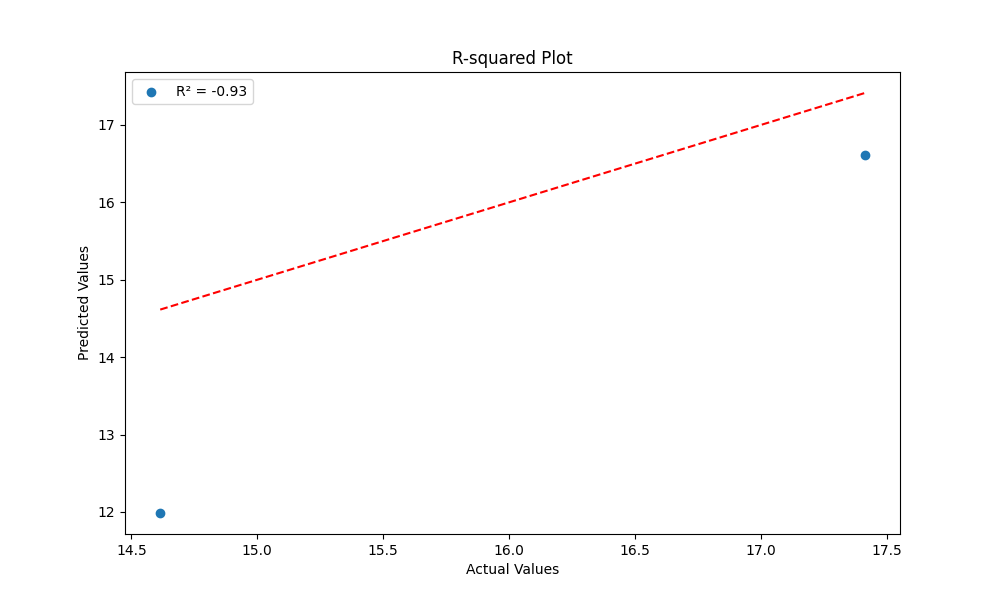 R-squared Plot
R² = -0.93
17
16
15
14
13
12
Predicted Values
14.5 15.0 15.5 16.0 16.5 17.0 17.5
Actual Values